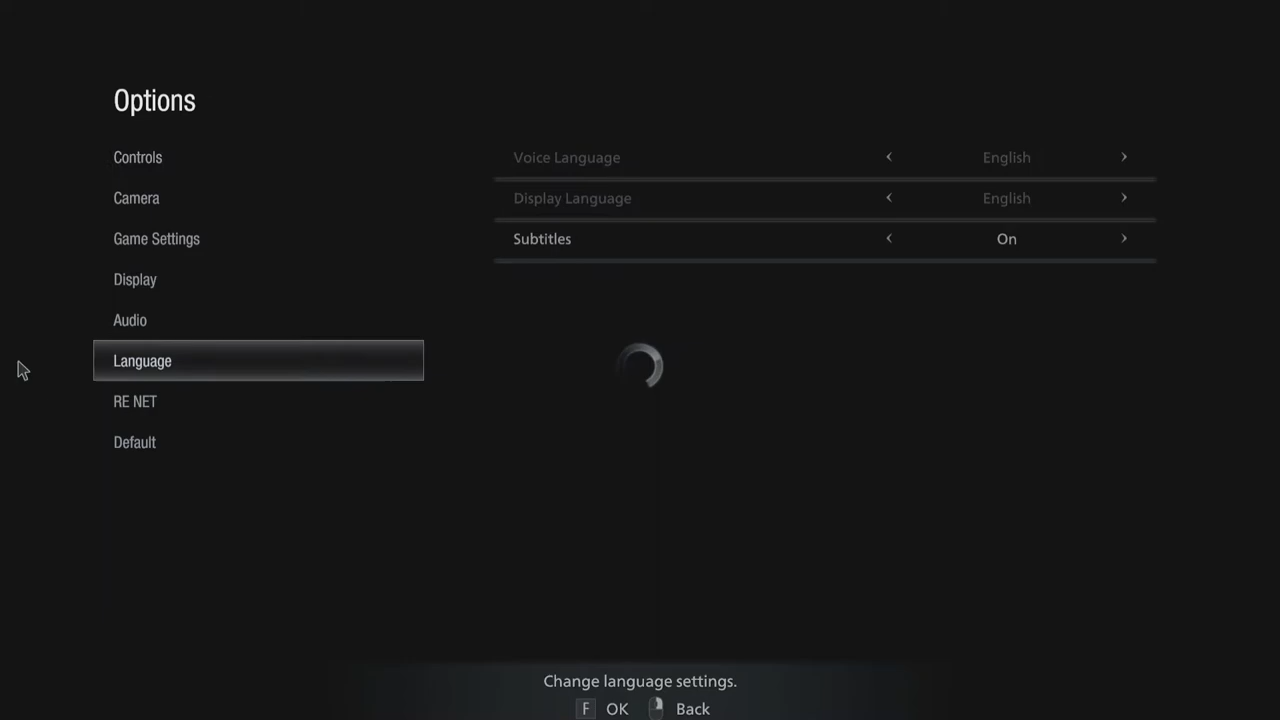 Options
Controls
Camera
Game Settings
Display
Audio
Language
RE NET
Default
Voice Language < English >
Display Language < English >
Subtitles < On >
Change language settings.
F OK Back